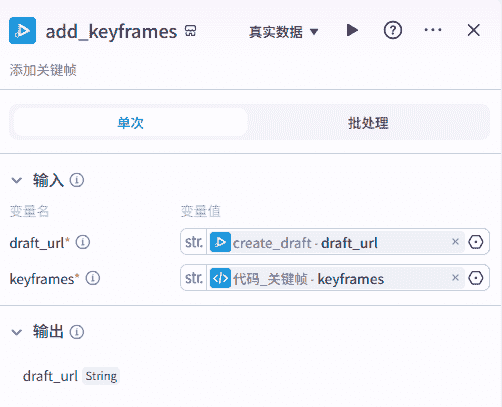 add_keyframes 真实数据
添加关键帧
单次 批处理
输入
变量名 变量值
draft_url* str. create_draft · draft_url
keyframes* str. 代码_关键帧 · keyframes
输出
draft_url String